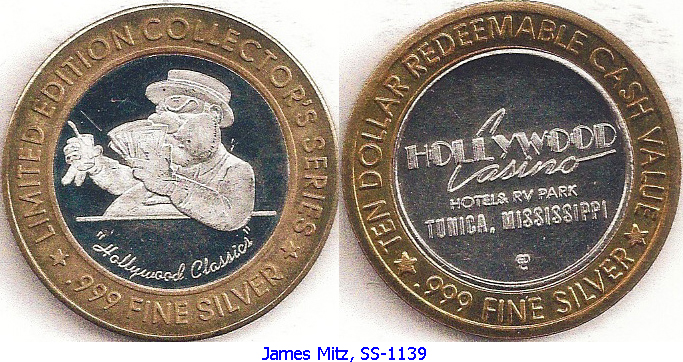 LIMITED EDITION COLLECTOR'S SERIES
"Hollywood Classics"
.999 FINE SILVER
TEN DOLLAR REDEEMABLE CASH VALUE
HOLLYWOOD
Casino
HOTELS RV PARK
TUNICA, MISSISSIPPI
.999 FINE SILVER
James Mitz, SS-1139